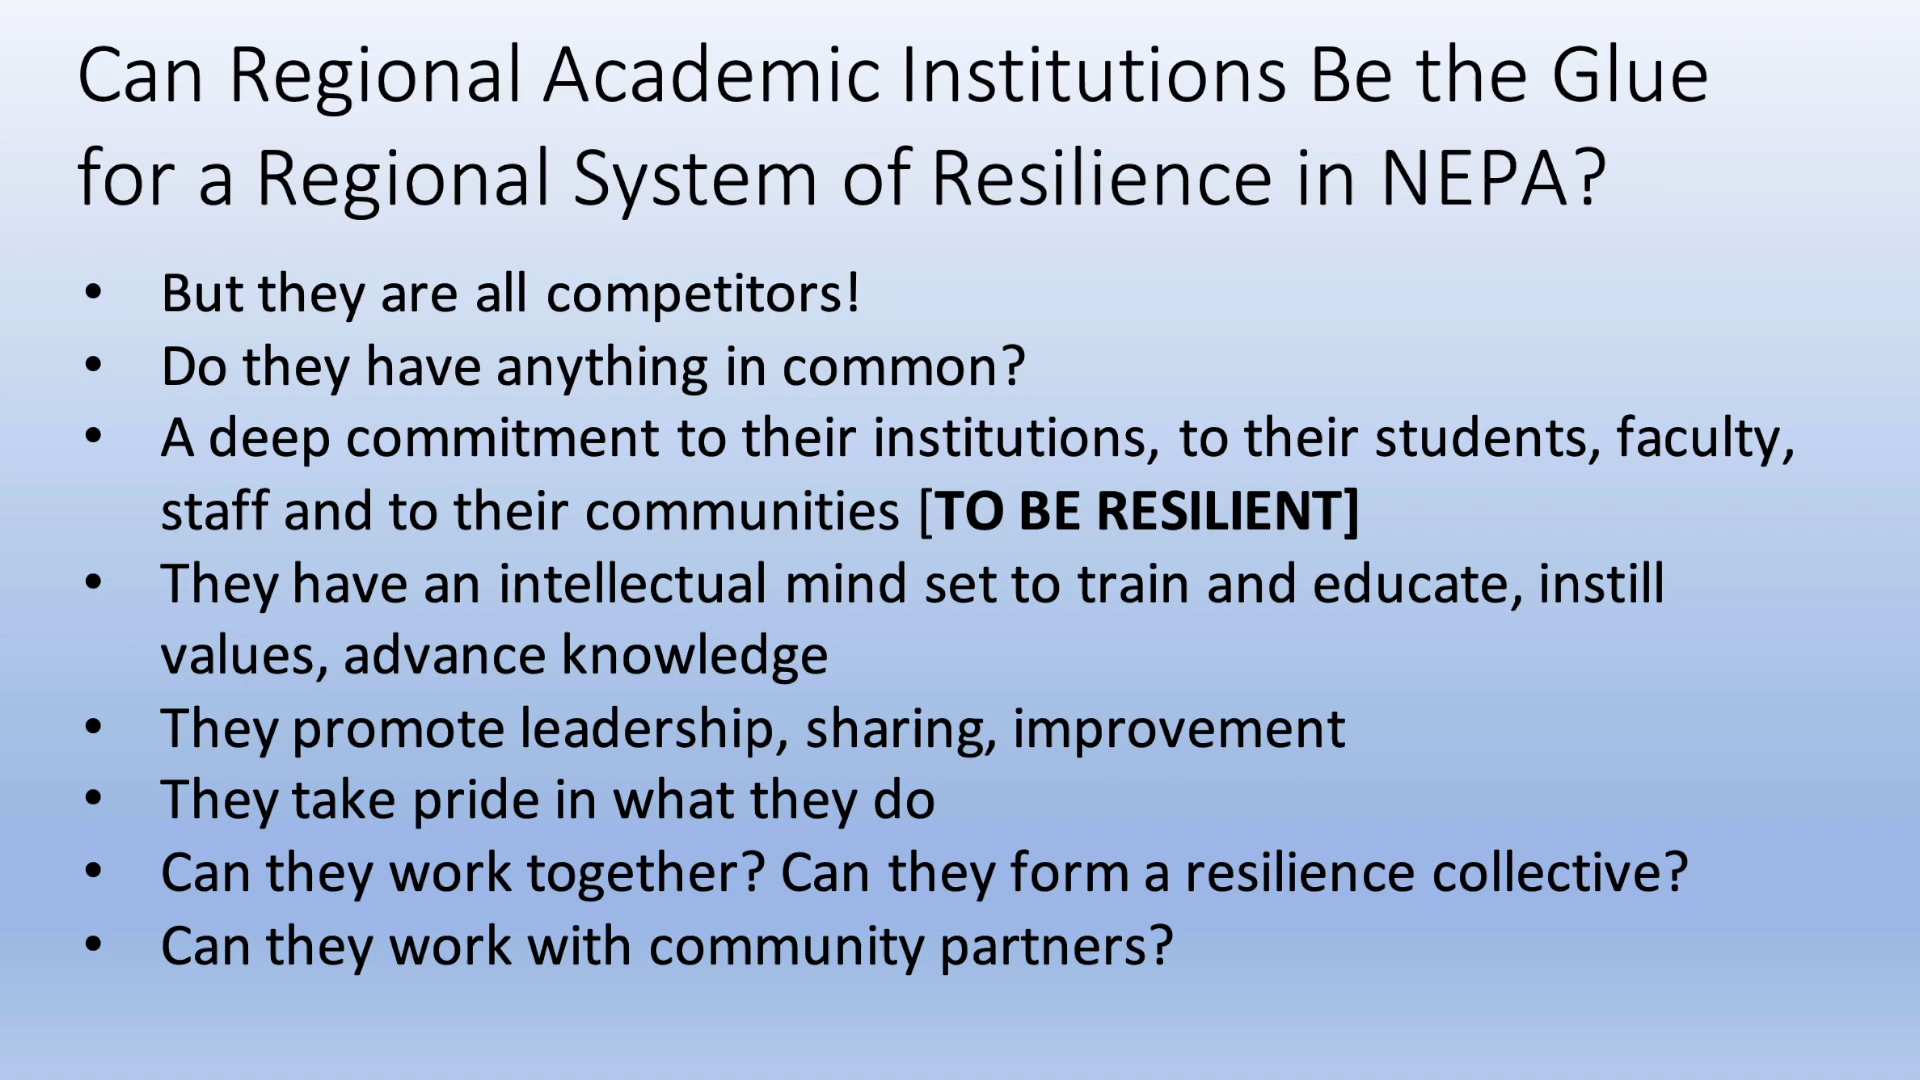 Can Regional Academic Institutions Be the Glue
for a Regional System of Resilience in NEPA?
• But they are all competitors!
• Do they have anything in common?
• A deep commitment to their institutions, to their students, faculty,
staff and to their communities [TO BE RESILIENT]
• They have an intellectual mind set to train and educate, instill
values, advance knowledge
• They promote leadership, sharing, improvement
• They take pride in what they do
• Can they work together? Can they form a resilience collective?
• Can they work with community partners?